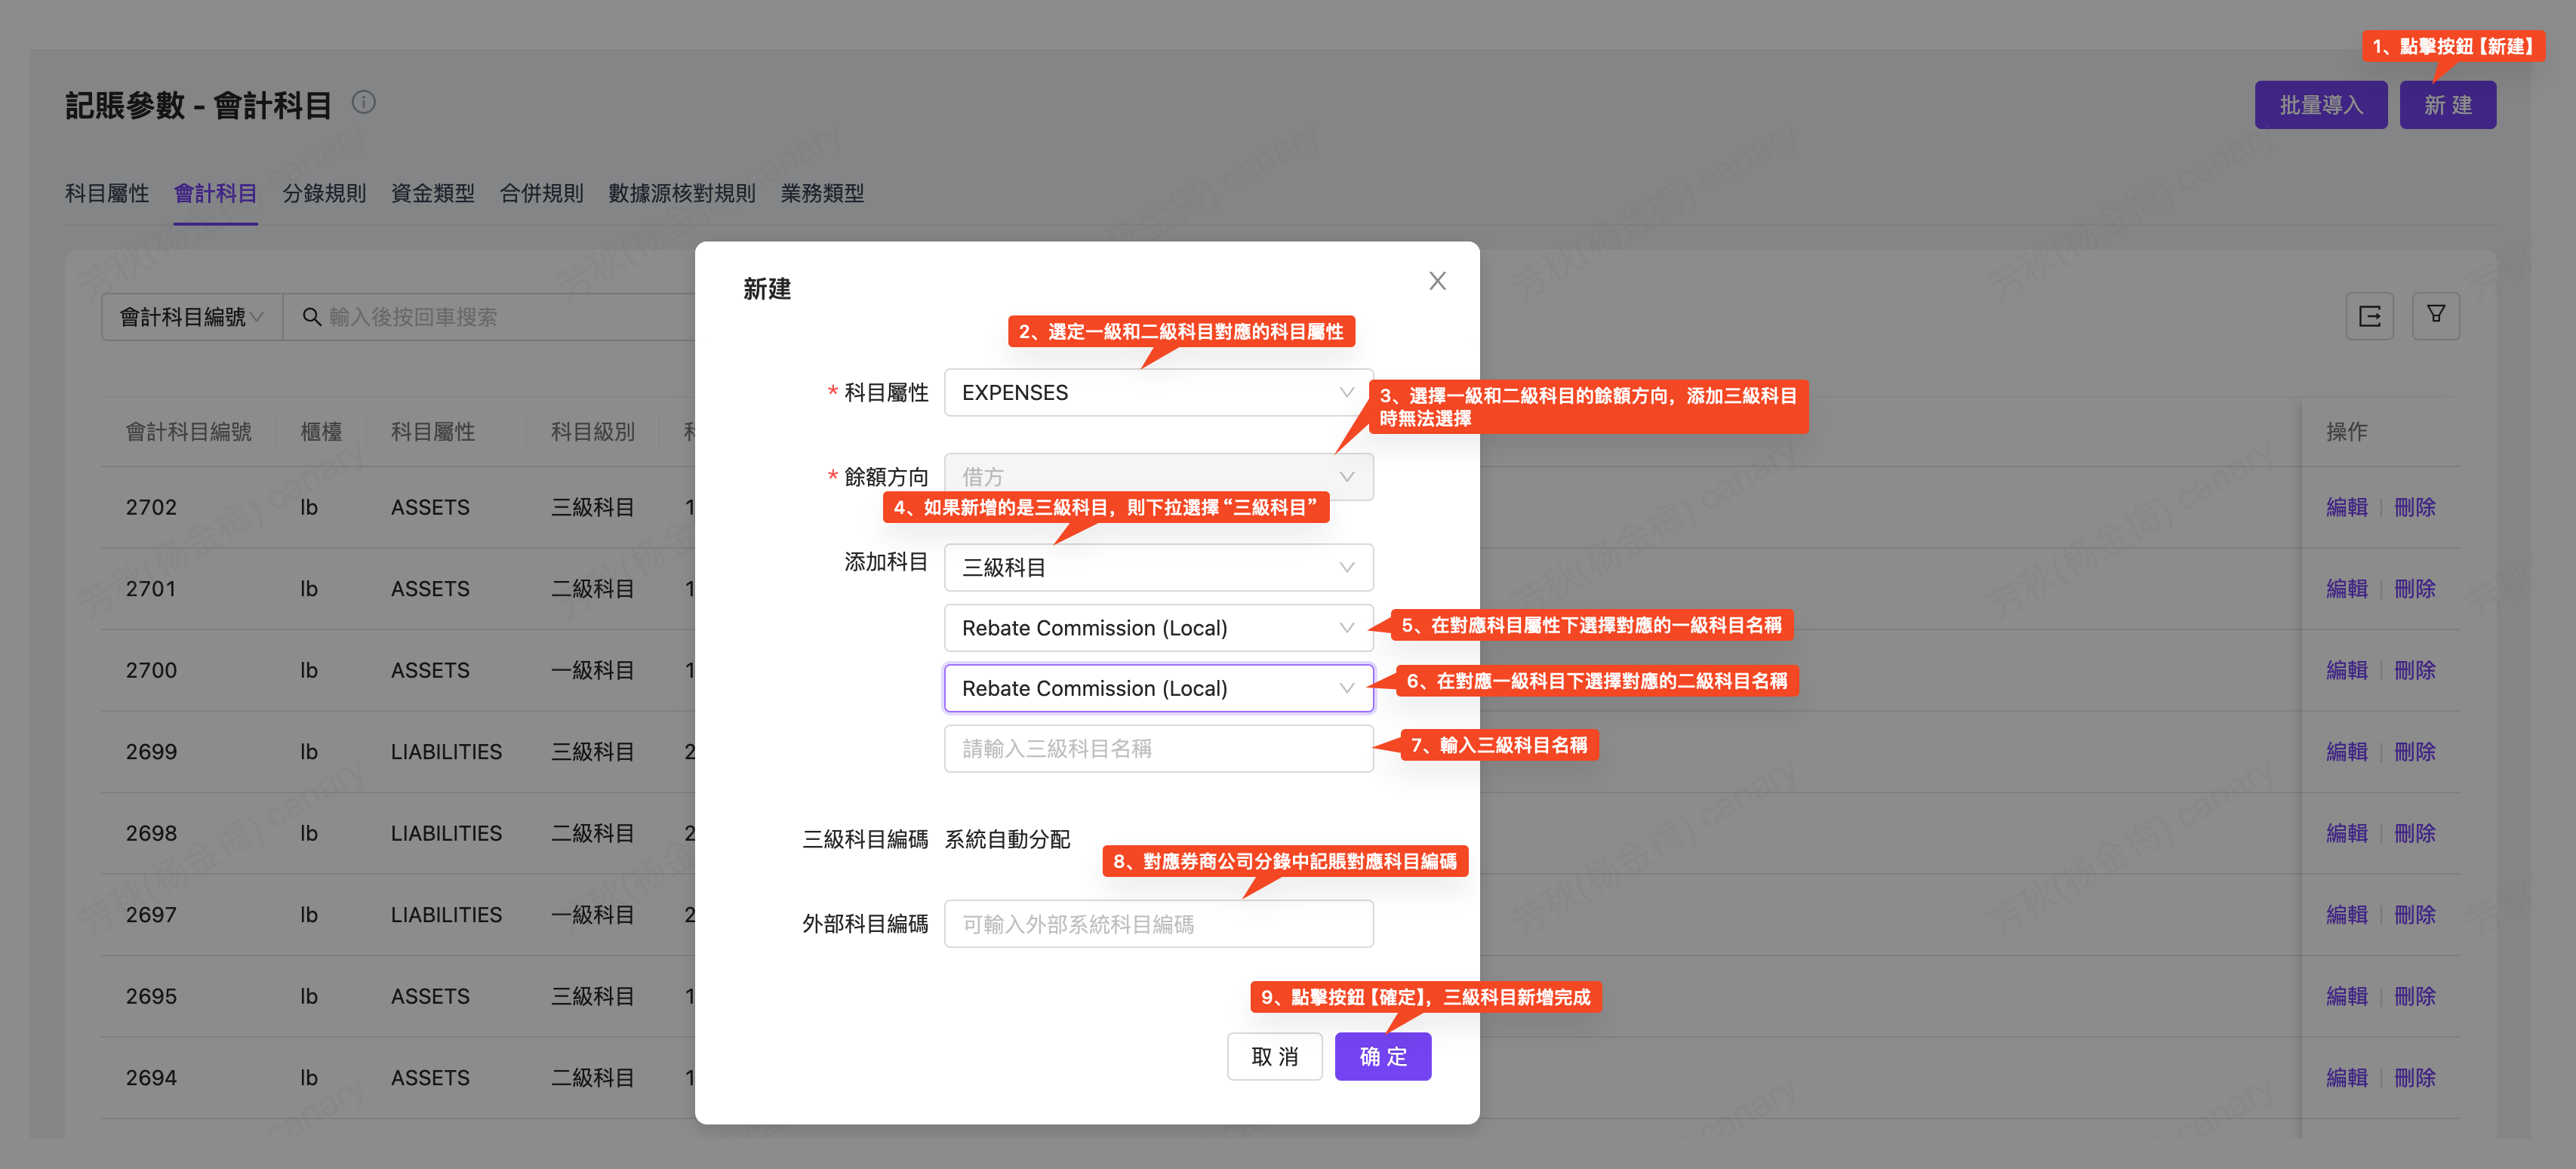 1、點擊按鈕【新建】
記賬參數 - 會計科目
批量導入
新 建
科目屬性 會計科目 分錄規則 資金類型 合併規則 數據源核對規則 業務類型
會計科目編號
輸入後按回車搜索
新建
2、選定一級和二級科目對應的科目屬性
* 科目屬性
EXPENSES
3、選擇一級和二級科目的餘額方向，添加三級科目
時無法選擇
* 餘額方向
借方
4、如果新增的是三級科目，則下拉選擇“三級科目”
添加科目
三級科目
Rebate Commission (Local)
5、在對應科目屬性下選擇對應的一級科目名稱
Rebate Commission (Local)
6、在對應一級科目下選擇對應的二級科目名稱
請輸入三級科目名稱
7、輸入三級科目名稱
三級科目編碼 系統自動分配
8、對應券商公司分錄中記賬對應科目編碼
外部科目編碼
可輸入外部系統科目編碼
9、點擊按鈕【確定】，三級科目新增完成
取 消
确 定
會計科目編號 櫃檯 科目屬性 科目級別 操作
2702 lb ASSETS 三級科目 1 編輯 刪除
2701 lb ASSETS 二級科目 1 編輯 刪除
2700 lb ASSETS 一級科目 1 編輯 刪除
2699 lb LIABILITIES 三級科目 2 編輯 刪除
2698 lb LIABILITIES 二級科目 2 編輯 刪除
2697 lb LIABILITIES 一級科目 2 編輯 刪除
2695 lb ASSETS 三級科目 1 編輯 刪除
2694 lb ASSETS 二級科目 1 編輯 刪除
芳秋(杨金梅) canary